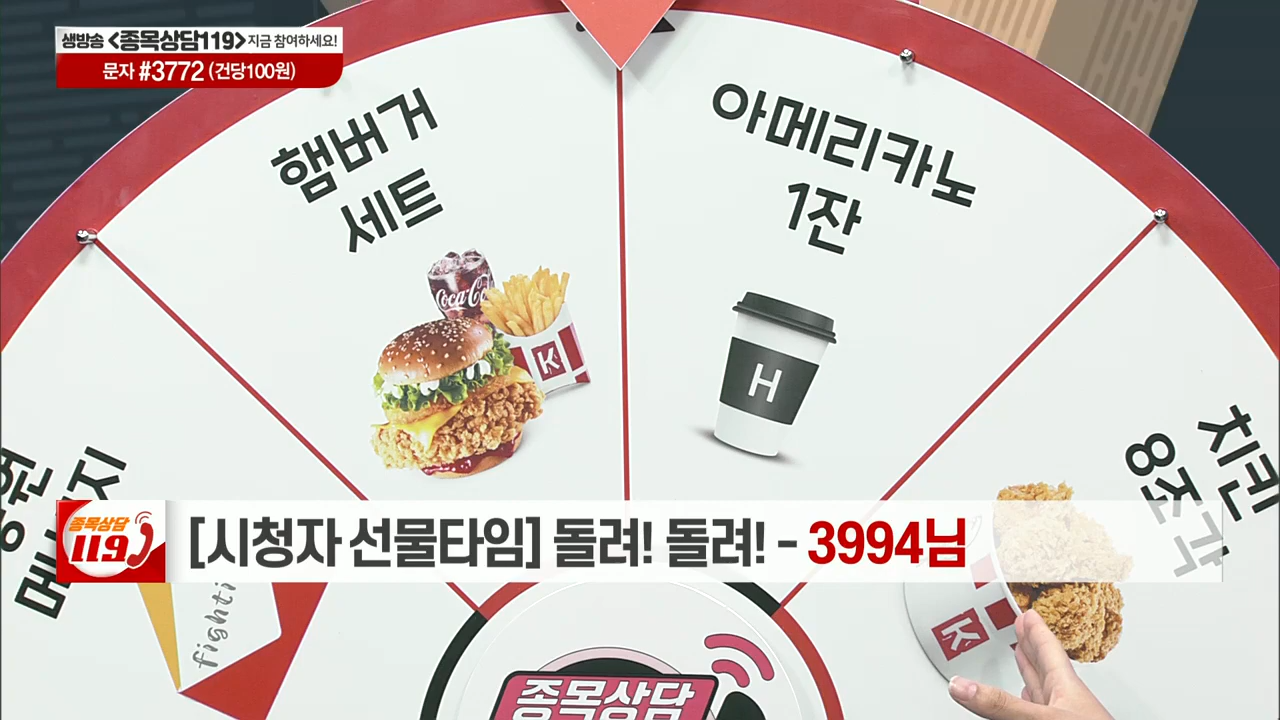 생방송 <종목상담119> 지금 참여하세요!
문자 #3772 (건당100원)
햄버거
세트
아메리카노
1잔
Coca-Co
K
H
치킨
8조각
K
fighti
종목상담
119
[시청자 선물타임] 돌려! 돌려! - 3994님
종목상담